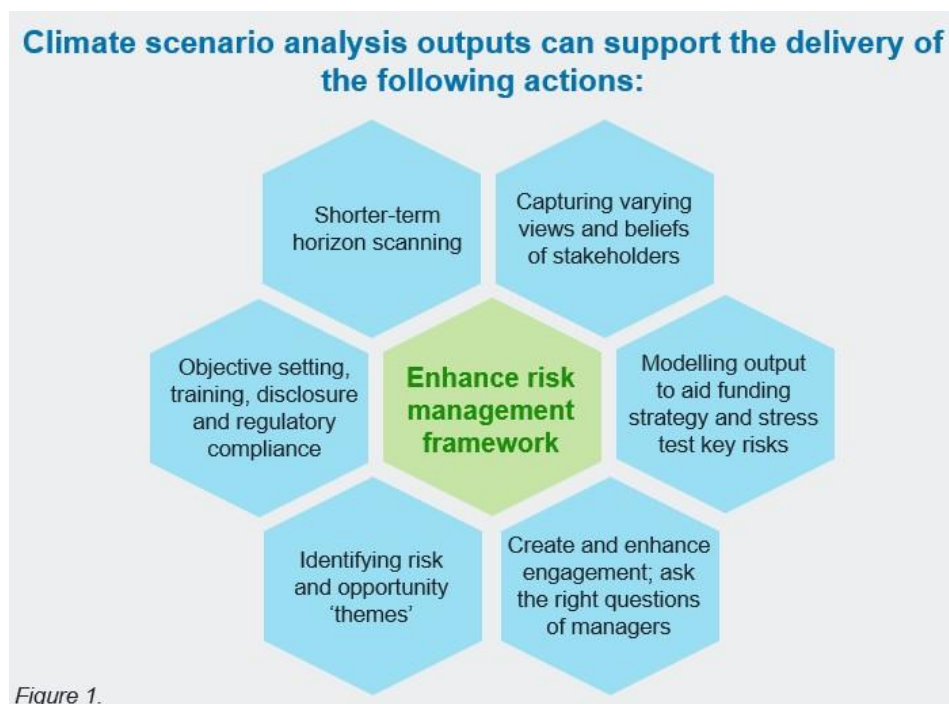 Climate scenario analysis outputs can support the delivery of
the following actions:
Shorter-term
horizon scanning
Capturing varying
views and beliefs
of stakeholders
Objective setting,
training, disclosure
and regulatory
compliance
Enhance risk
management
framework
Modelling output
to aid funding
strategy and stress
test key risks
Identifying risk
and opportunity
‘themes’
Create and enhance
engagement; ask
the right questions
of managers
Figure 1.